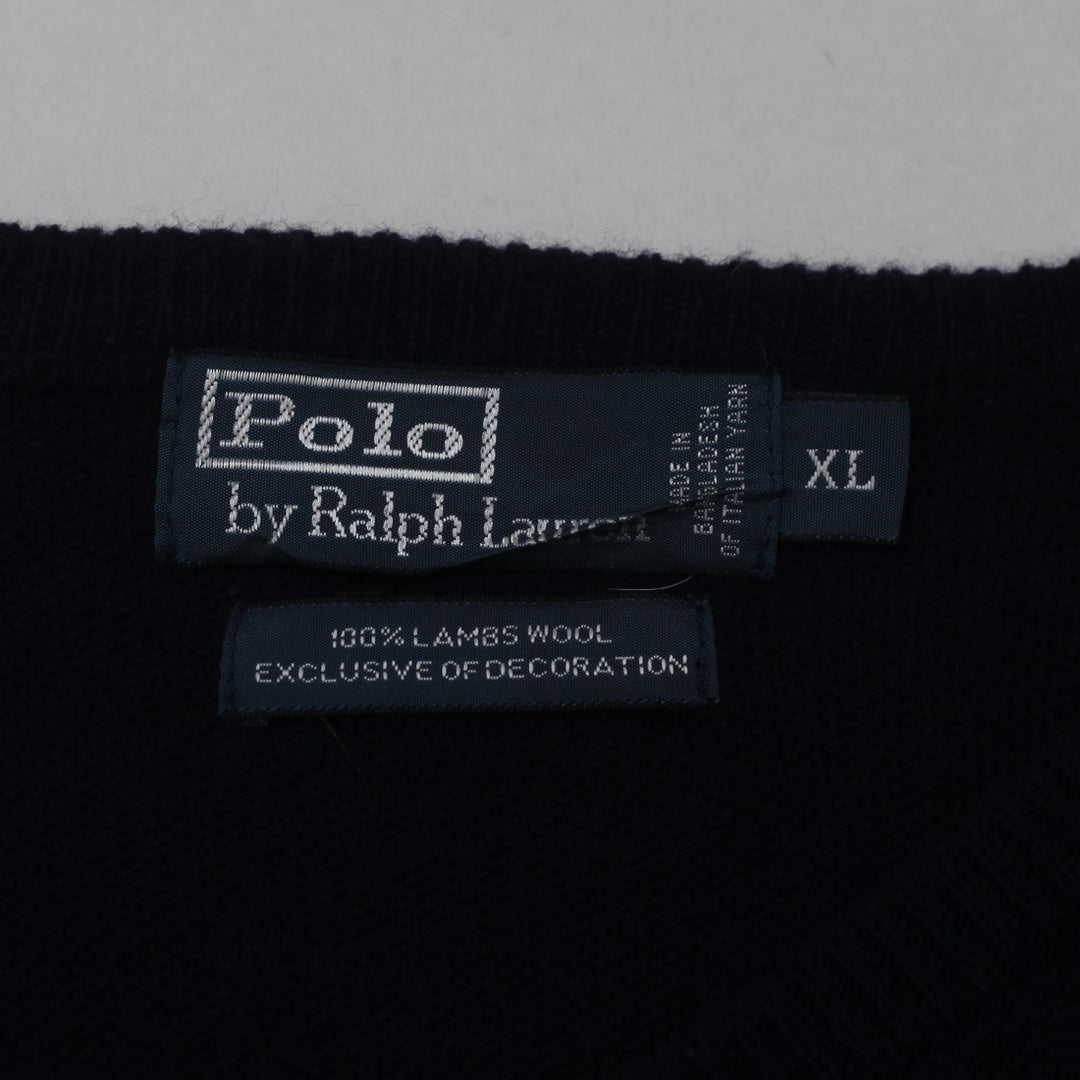 Polo
by Ralph Lauren
MADE IN
BANGLADESH
OF ITALIAN YARN
XL
100% LAMBS WOOL
EXCLUSIVE OF DECORATION